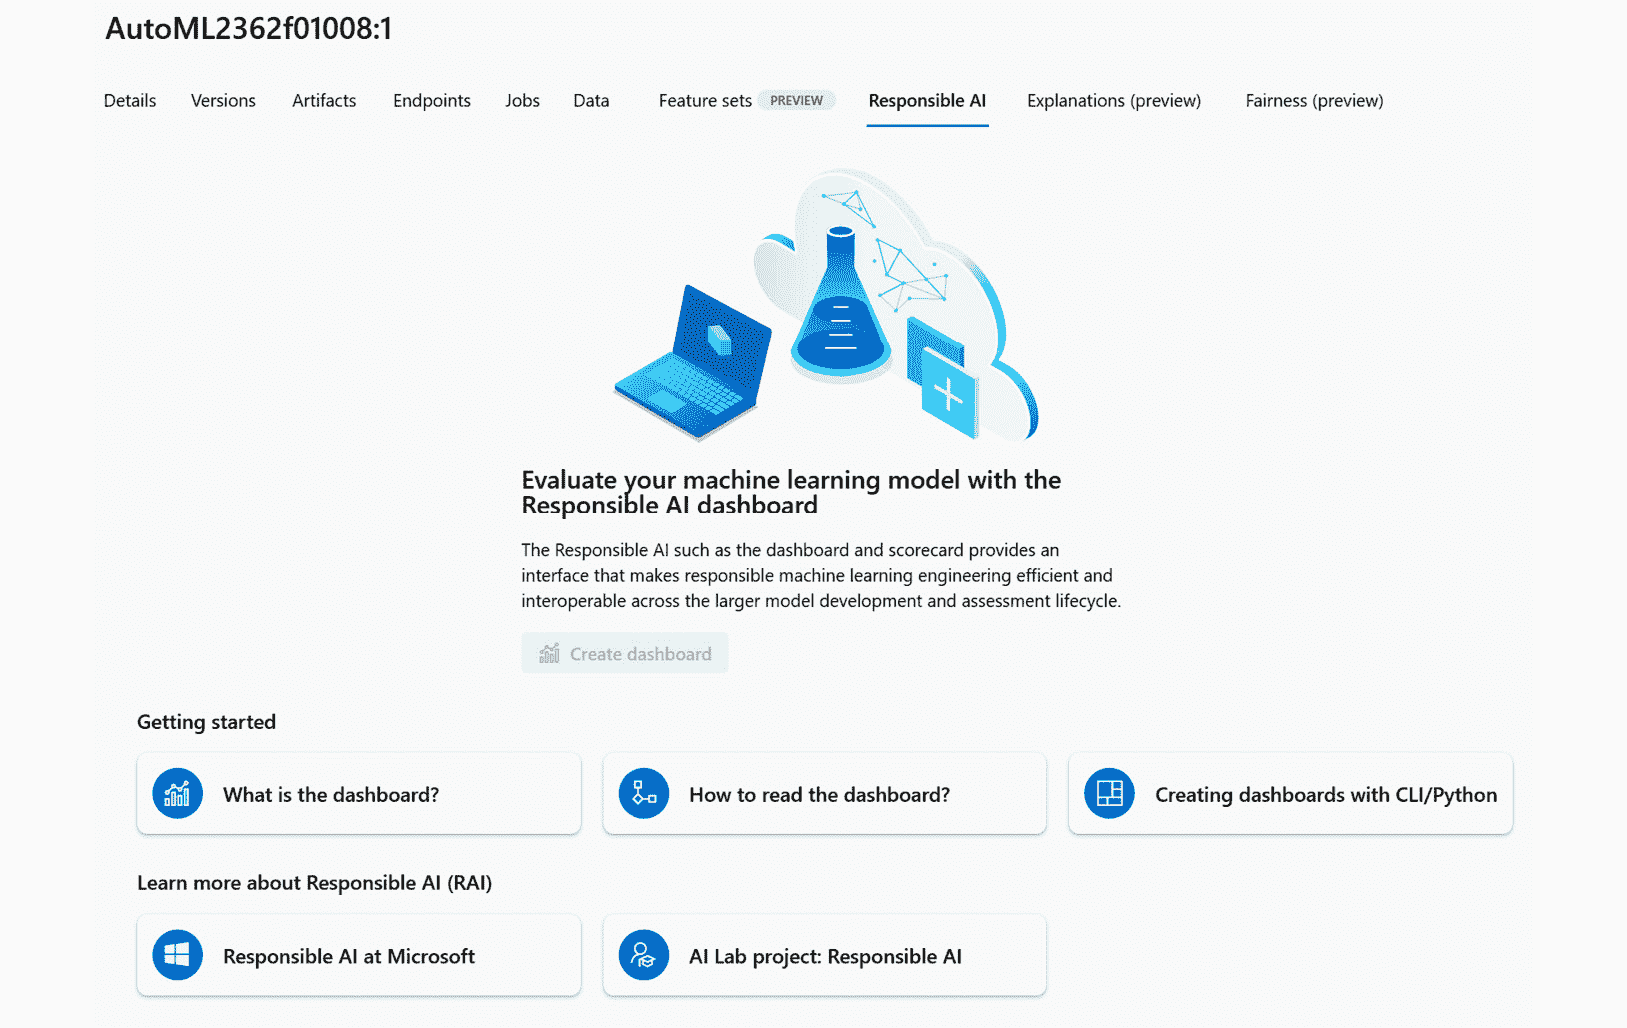 AutoML2362f01008:1
Details Versions Artifacts Endpoints Jobs Data Feature sets PREVIEW Responsible AI Explanations (preview) Fairness (preview)
Evaluate your machine learning model with the
Responsible AI dashboard
The Responsible AI such as the dashboard and scorecard provides an
interface that makes responsible machine learning engineering efficient and
interoperable across the larger model development and assessment lifecycle.
Create dashboard
Getting started
What is the dashboard? How to read the dashboard? Creating dashboards with CLI/Python
Learn more about Responsible AI (RAI)
Responsible AI at Microsoft AI Lab project: Responsible AI